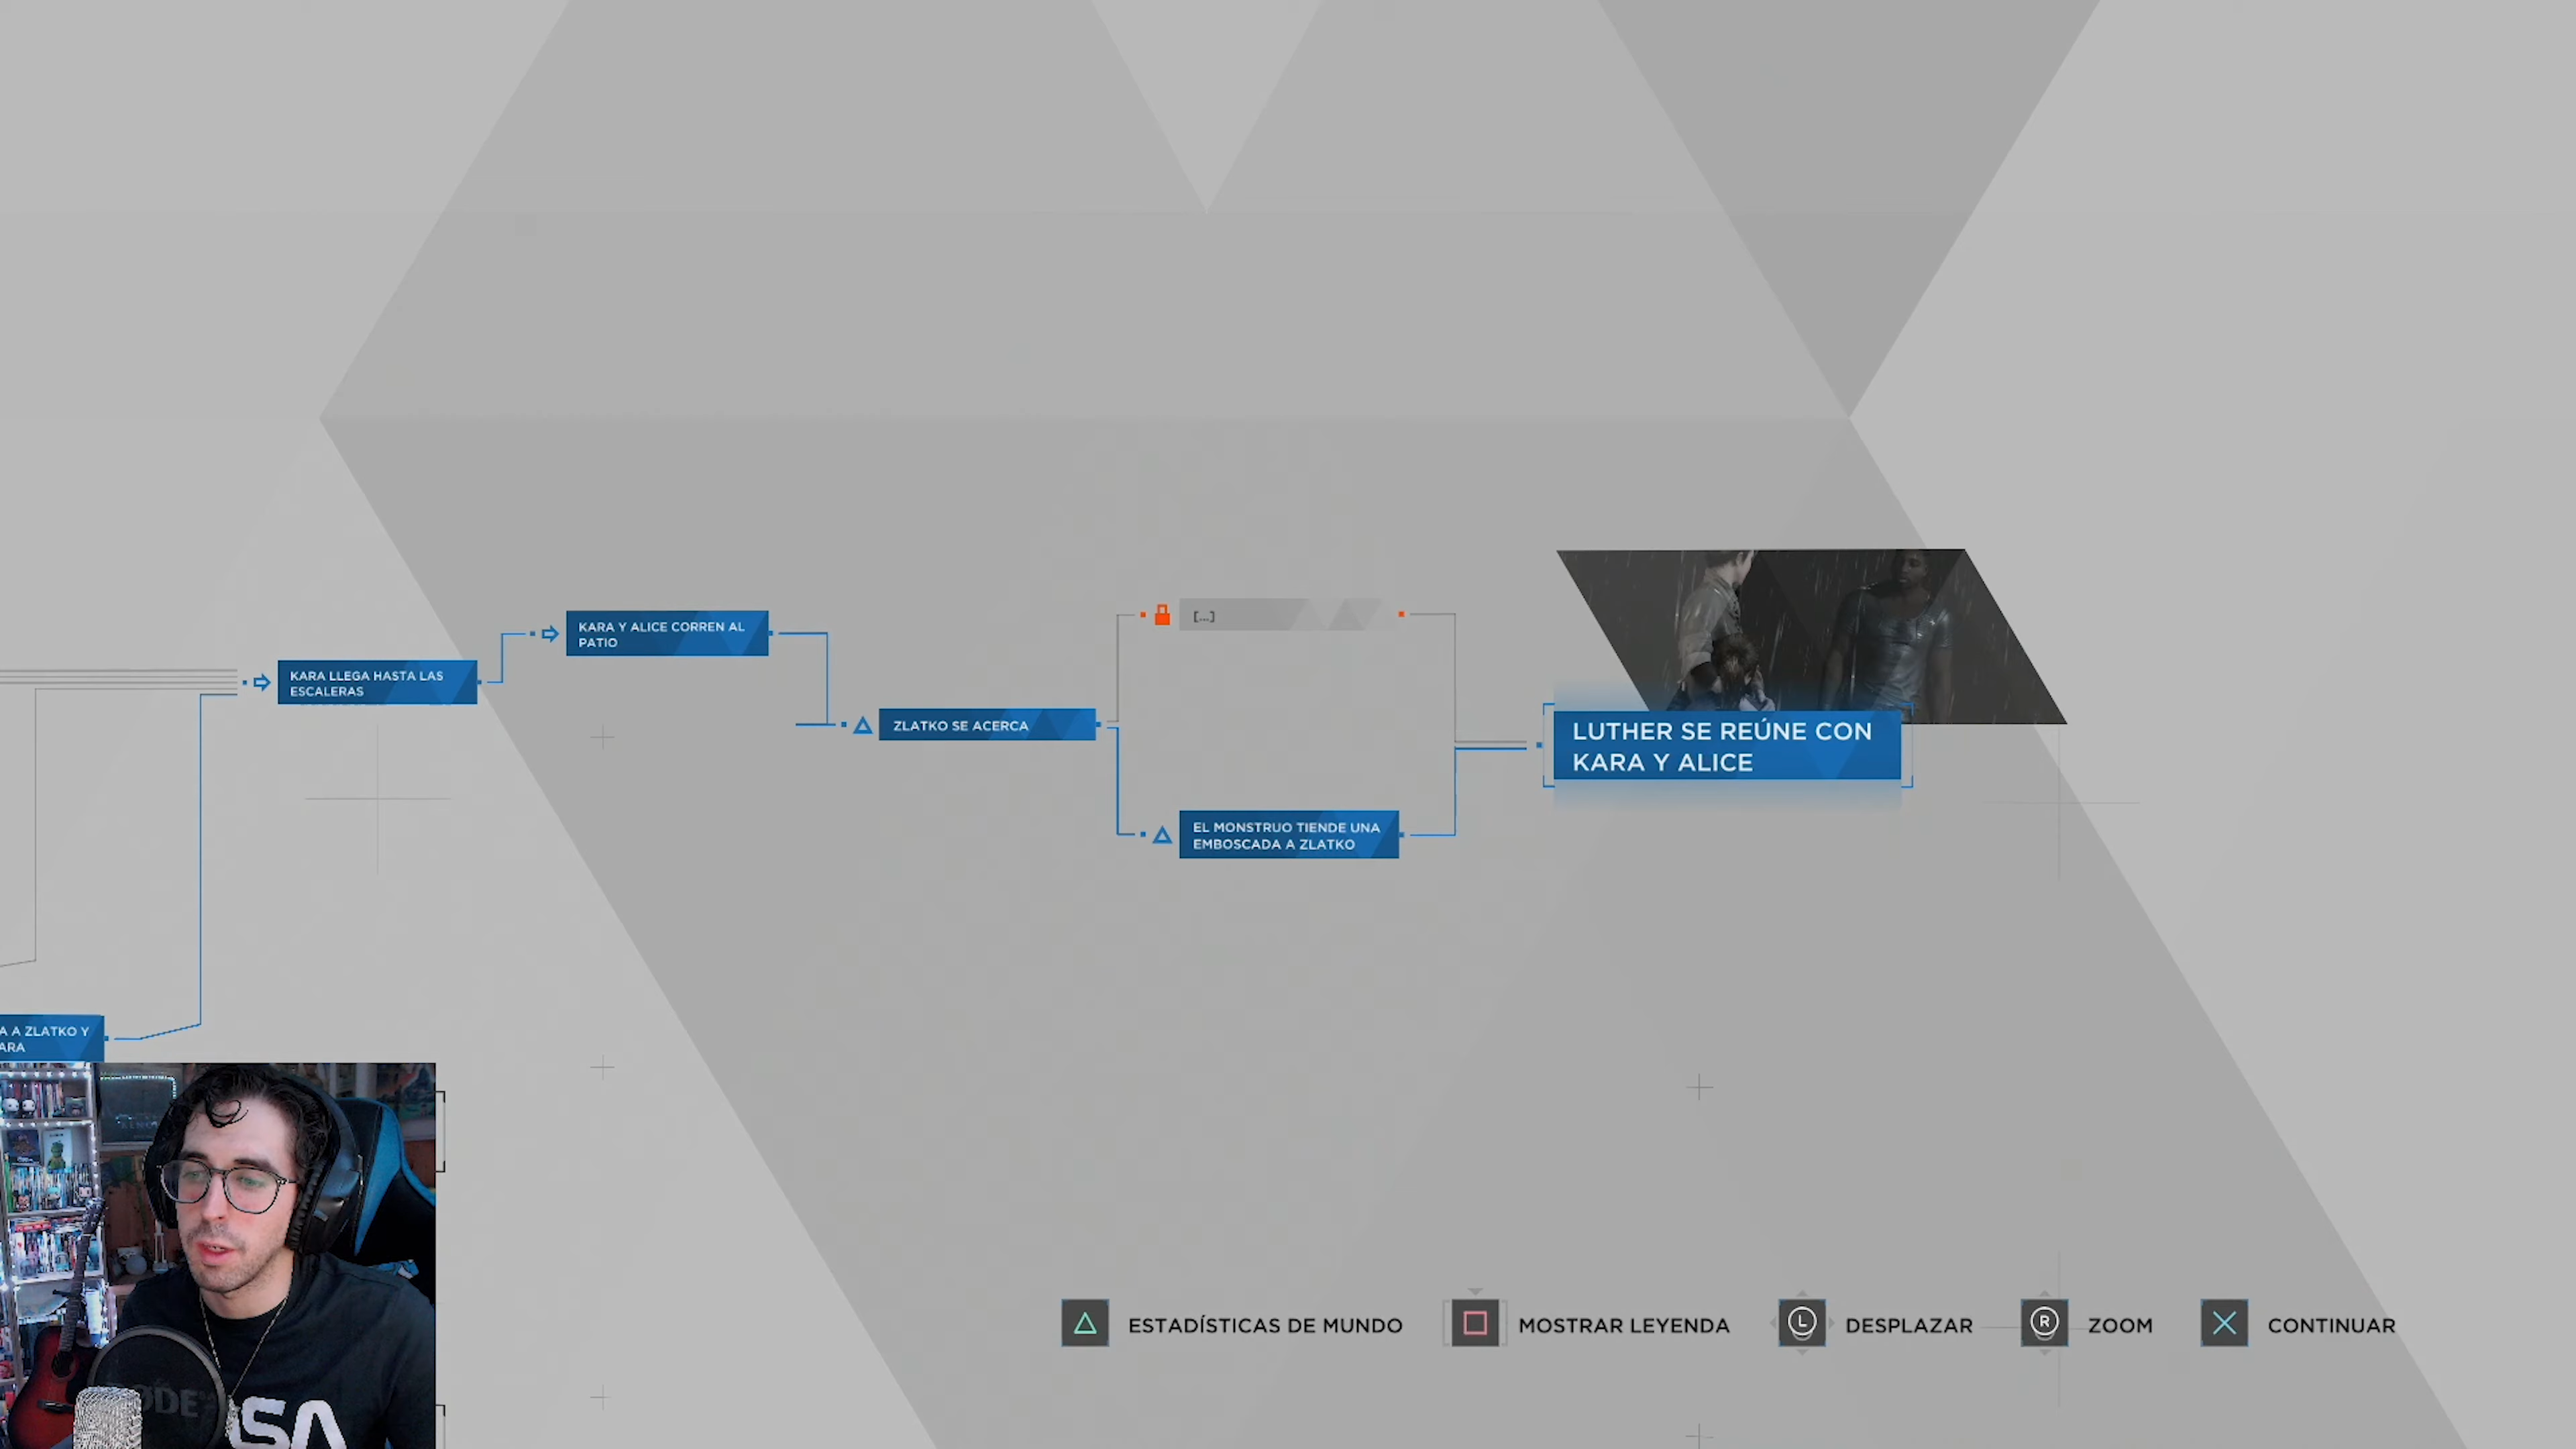 KARA Y ALICE CORREN AL
PATIO
[...]
KARA LLEGA HASTA LAS
ESCALERAS
ZLATKO SE ACERCA
LUTHER SE REÚNE CON
KARA Y ALICE
EL MONSTRUO TIENDE UNA
EMBOSCADA A ZLATKO
A A ZLATKO Y
ARA
ESTADÍSTICAS DE MUNDO
MOSTRAR LEYENDA
L
DESPLAZAR
R
ZOOM
CONTINUAR
SA